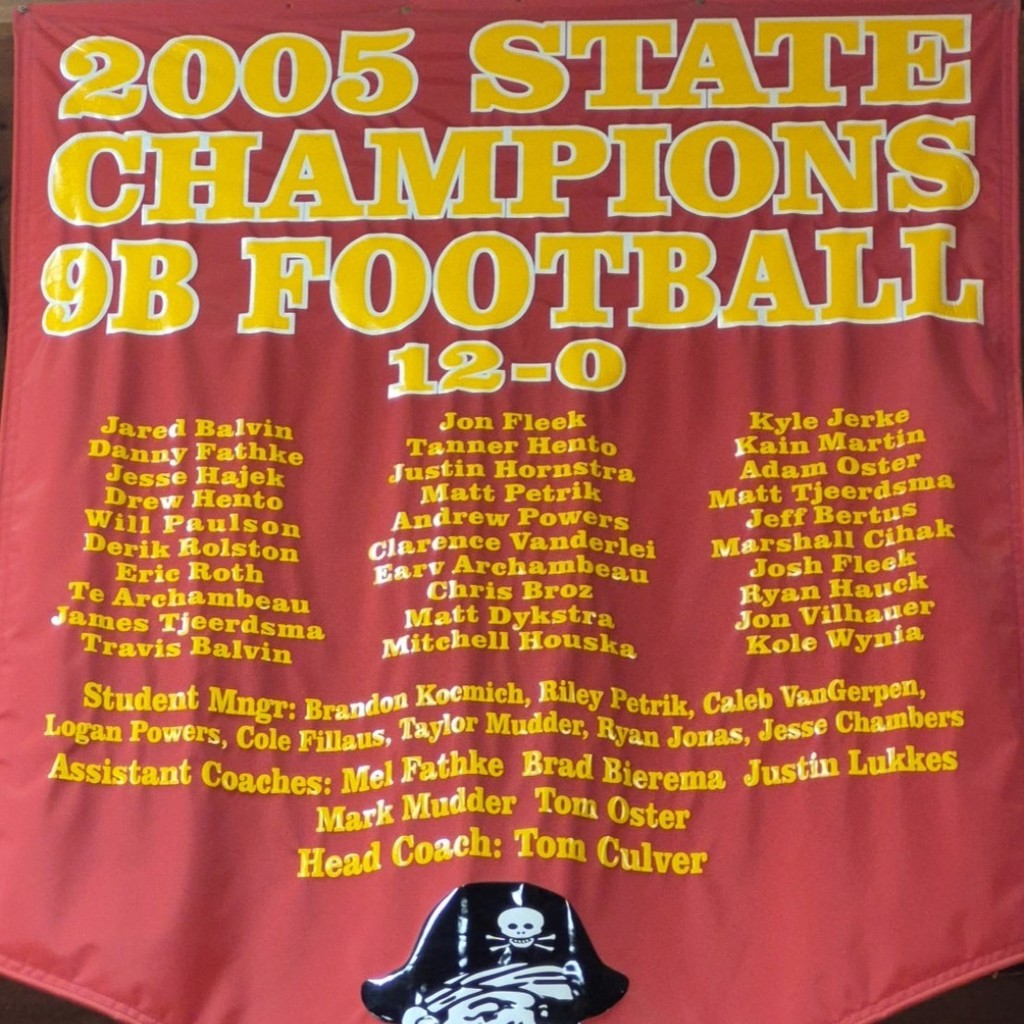 2005 STATE
CHAMPIONS
9B FOOTBALL
12-0
Jared Balvin
Danny Fathke
Jesse Hajek
Drew Hento
Will Paulson
Derik Rolston
Eric Roth
Te Archambeau
James Tjeerdsma
Travis Balvin
Jon Fleek
Tanner Hento
Justin Hornstra
Matt Petrik
Andrew Powers
Clarence Vanderlei
Earv Archambeau
Chris Broz
Matt Dykstra
Mitchell Houska
Kyle Jerke
Kain Martin
Adam Oster
Matt Tjeerdsma
Jeff Bertus
Marshall Cihak
Josh Fleek
Ryan Hauck
Jon Vilhauer
Kole Wynia
Student Mngr: Brandon Kocmich, Riley Petrik, Caleb VanGerpen,
Logan Powers, Cole Fillaus, Taylor Mudder, Ryan Jonas, Jesse Chambers
Assistant Coaches: Mel Fathke Brad Bierema Justin Lukkes
Mark Mudder Tom Oster
Head Coach: Tom Culver